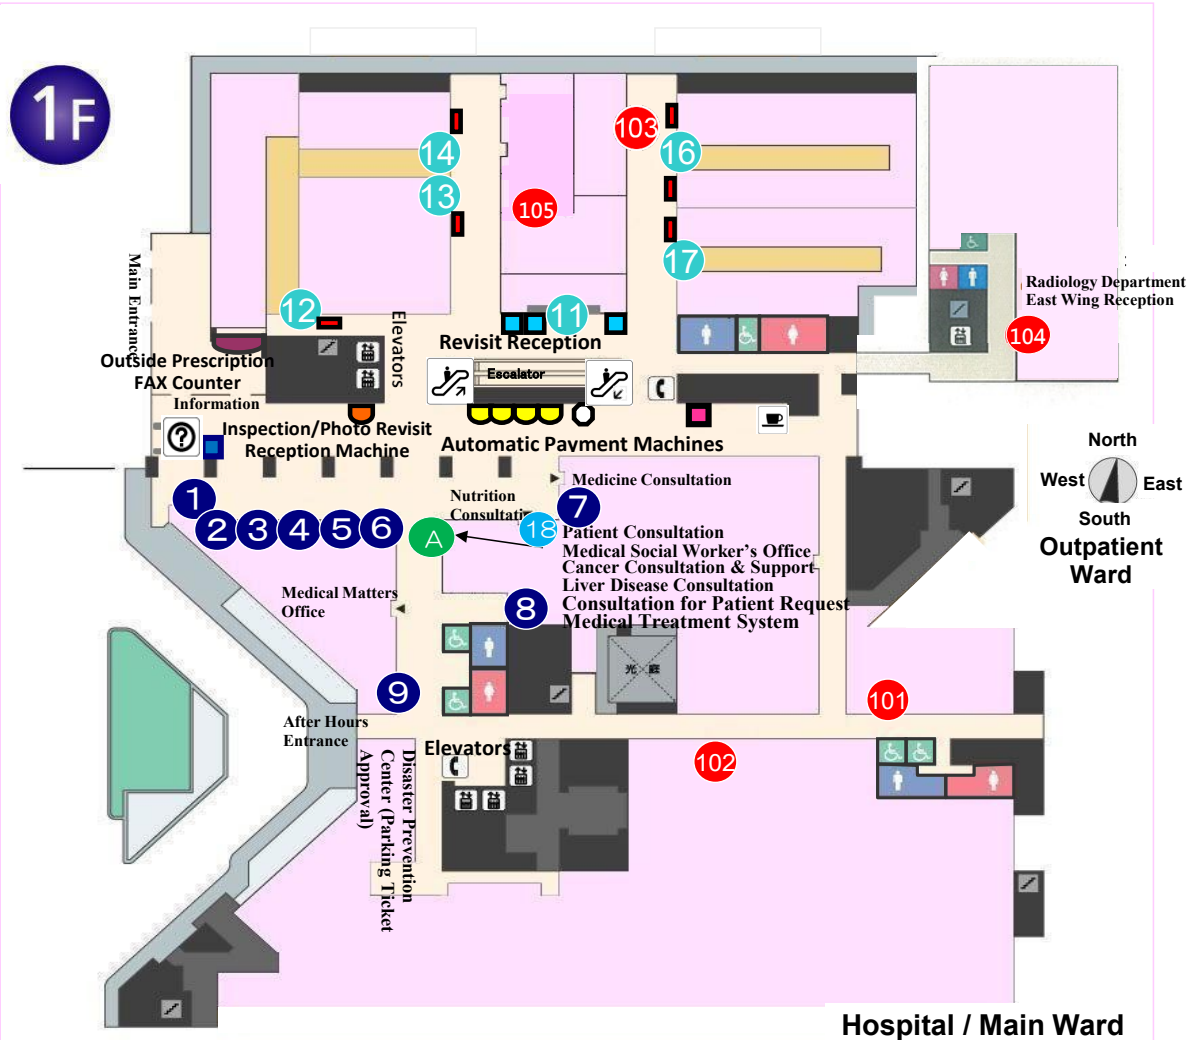 1F
103
14
16
13
105
17
Main Entrance
:
Radiology Department
East Wing Reception
12
11
104
Elevators
Revisit Reception
Outside Prescription
FAX Counter
Information
Escalator
?
Inspection/Photo Revisit
Reception Machine
Automatic Payment Machines
North
West
East
South
Outpatient
Ward
Medicine Consultation
Nutrition
Consultati
1
2
3
4
5
6
A
18
7
Patient Consultation
Medical Social Worker's Office
Cancer Consultation & Support
Liver Disease Consultation
8
Consultation for Patient Request
Medical Treatment System
Medical Matters
Office
光庭
9
101
After Hours
Entrance
Elevators
102
Disaster Prevention
Center (Parking Ticket
Approval)
Hospital / Main Ward